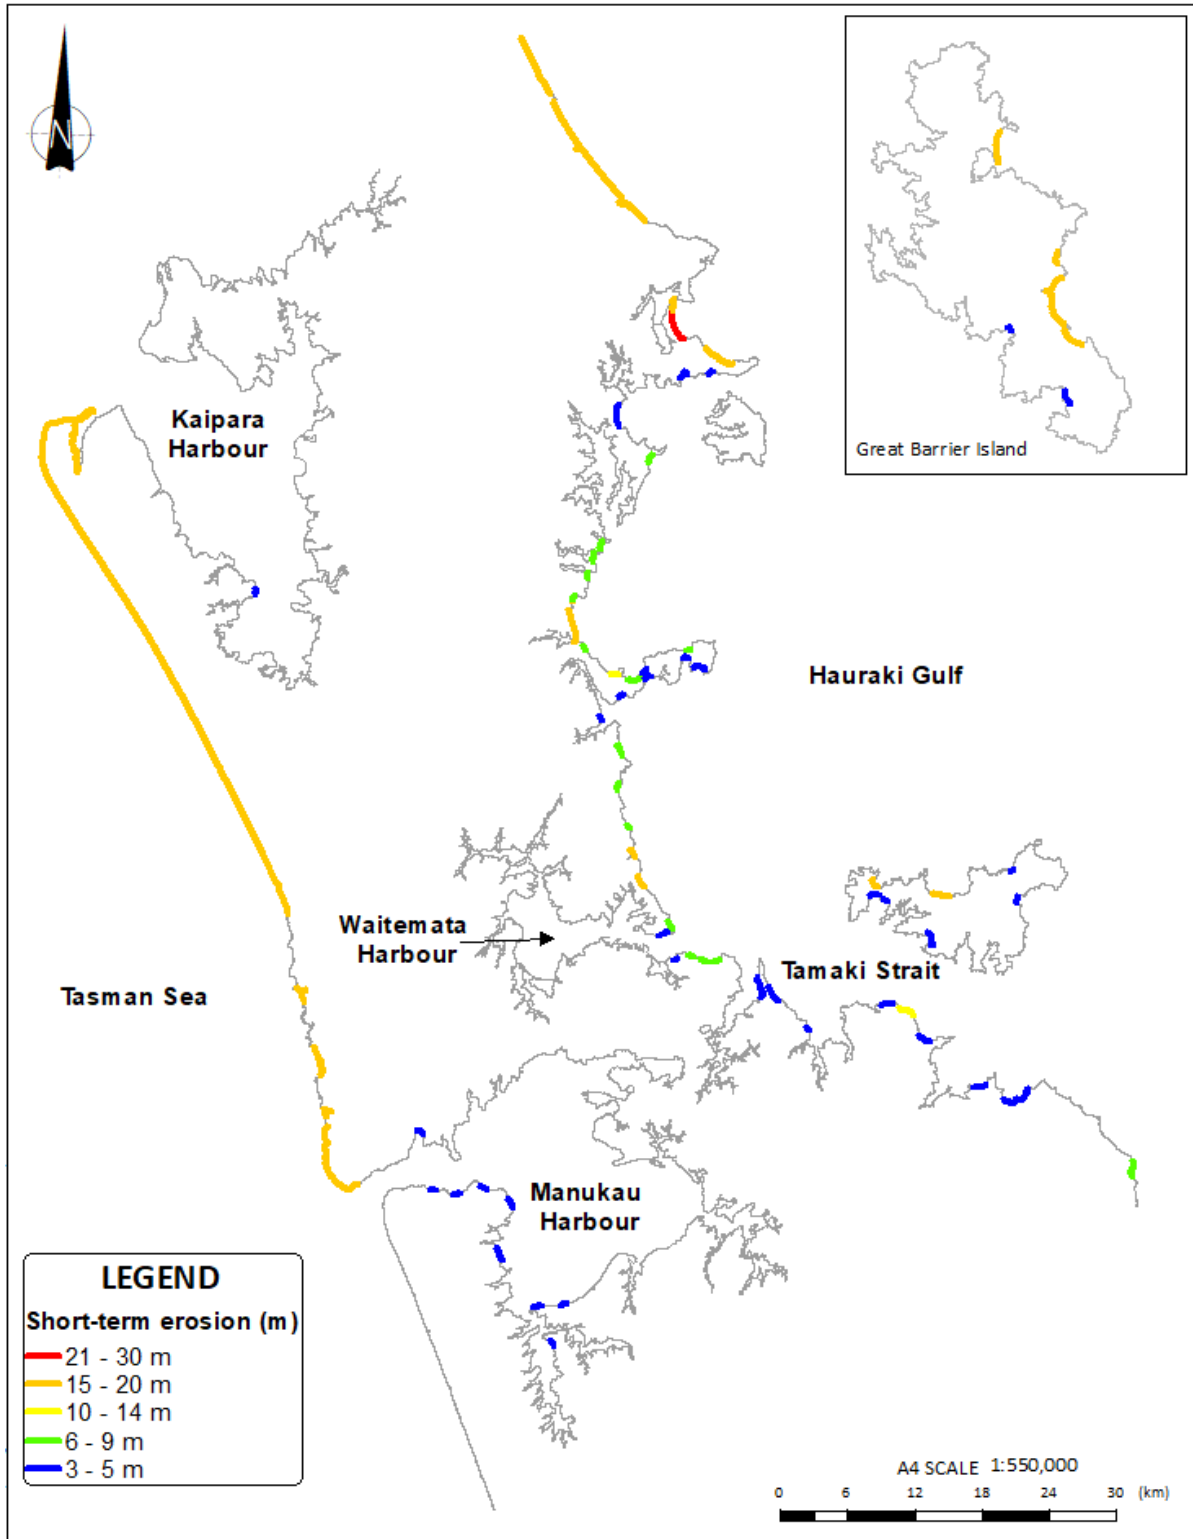 N
Great Barrier Island
Kaipara
Harbour
Hauraki Gulf
Waitemata
Harbour
Tamaki Strait
Tasman Sea
Manukau
Harbour
LEGEND
Short-term erosion (m)
21 - 30 m
15 - 20 m
10 - 14 m
6 - 9 m
3 - 5 m
A4 SCALE 1:550,000
0 6 12 18 24 30 (km)